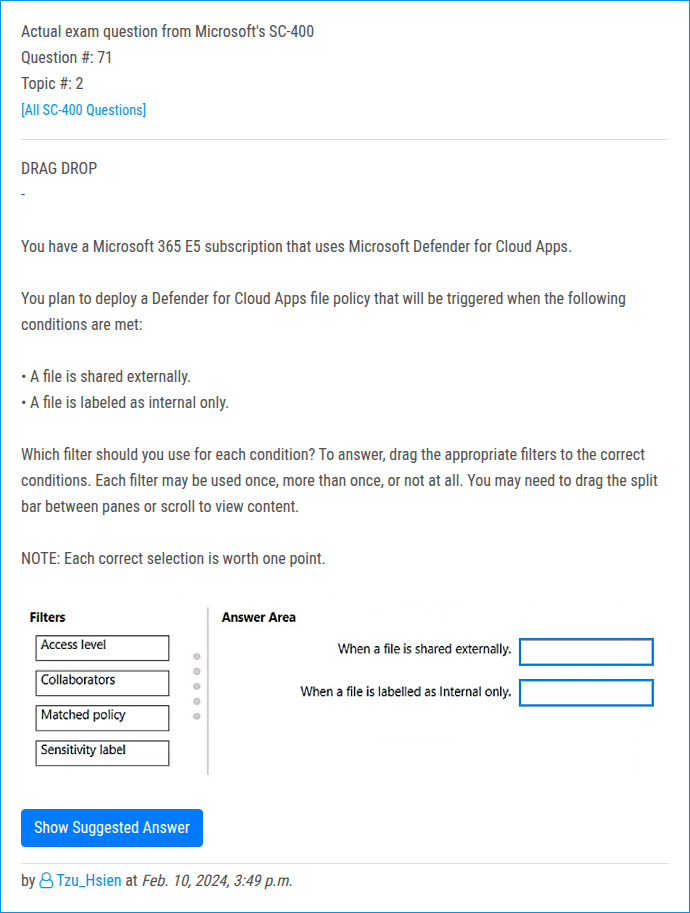 Actual exam question from Microsoft's SC-400
Question #: 71
Topic #: 2
[All SC-400 Questions]
DRAG DROP
-
You have a Microsoft 365 E5 subscription that uses Microsoft Defender for Cloud Apps.
You plan to deploy a Defender for Cloud Apps file policy that will be triggered when the following
conditions are met:
• A file is shared externally.
• A file is labeled as internal only.
Which filter should you use for each condition? To answer, drag the appropriate filters to the correct
conditions. Each filter may be used once, more than once, or not at all. You may need to drag the split
bar between panes or scroll to view content.
NOTE: Each correct selection is worth one point.
Filters
Access level
Collaborators
Matched policy
Sensitivity label
Answer Area
When a file is shared externally.
When a file is labelled as Internal only.
Show Suggested Answer
by Tzu_Hsien at Feb. 10, 2024, 3:49 p.m.